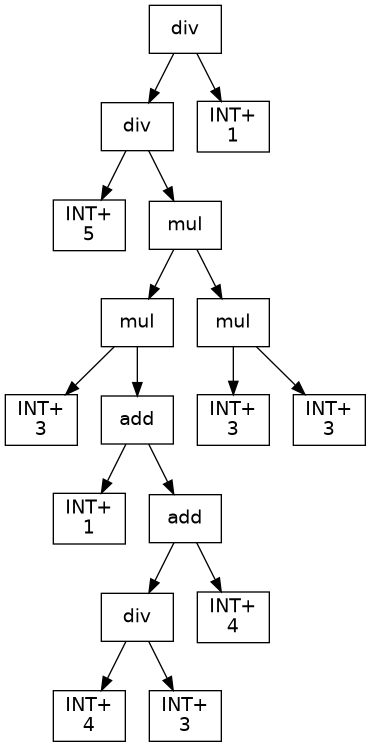 div
div
INT+
1
INT+
5
mul
mul
mul
INT+
3
add
INT+
3
INT+
3
INT+
1
add
div
INT+
4
INT+
4
INT+
3